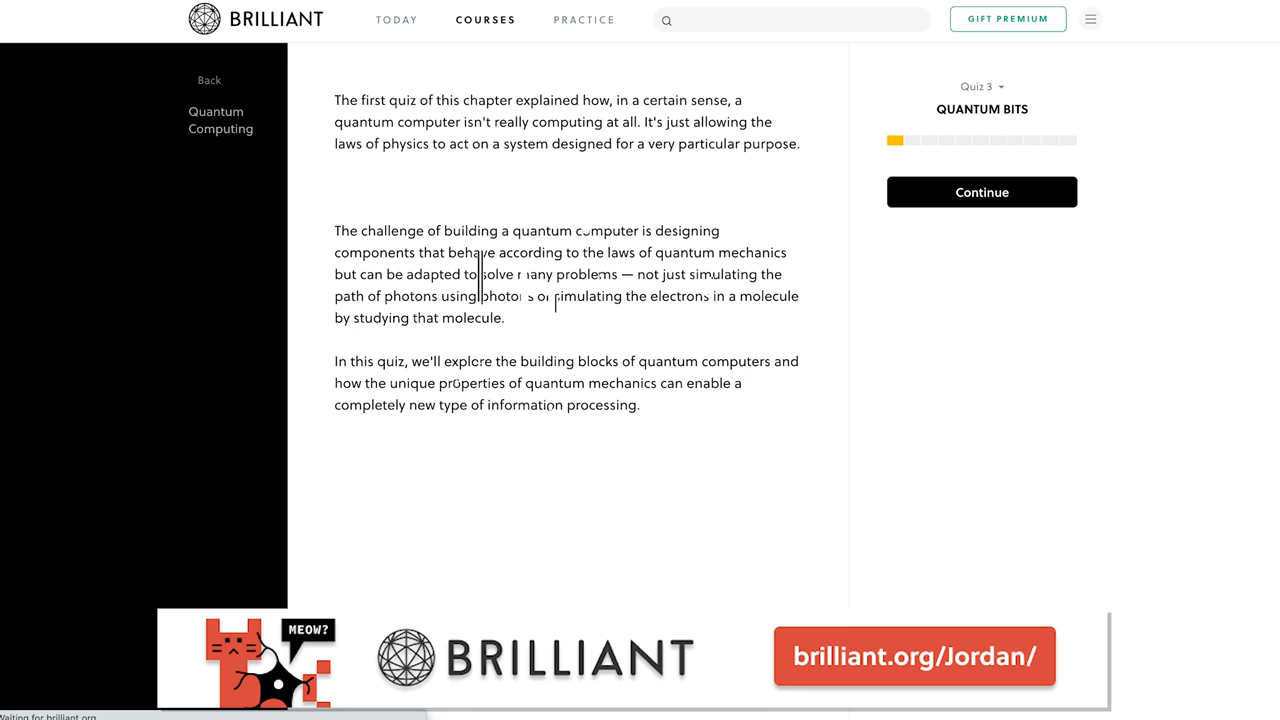 BRILLIANT
TODAY
COURSES
PRACTICE
GIFT PREMIUM
Back
Quantum
Computing
The first quiz of this chapter explained how, in a certain sense, a
quantum computer isn't really computing at all. It's just allowing the
laws of physics to act on a system designed for a very particular purpose.
The challenge of building a quantum computer is designing
components that behave according to the laws of quantum mechanics
but can be adapted to solve many problems — not just simulating the
path of photons using photons or simulating the electrons in a molecule
by studying that molecule.
In this quiz, we'll explore the building blocks of quantum computers and
how the unique properties of quantum mechanics can enable a
completely new type of information processing.
Quiz 3
QUANTUM BITS
Continue
MEOW?
BRILLIANT
brilliant.org/Jordan/
Waiting for brilliant.org